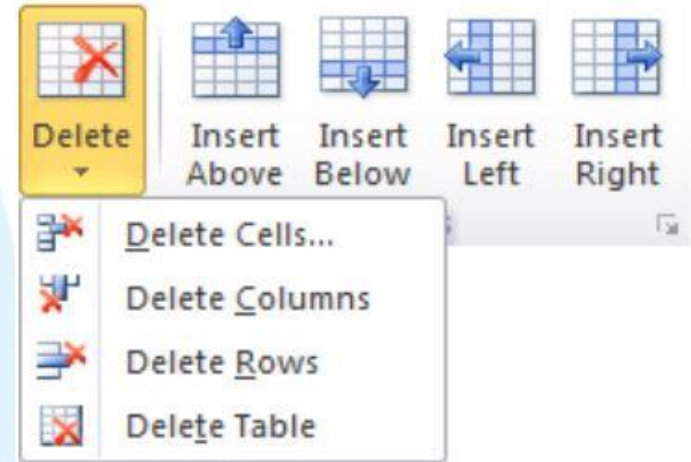 Delete
Insert Above
Insert Below
Insert Left
Insert Right
Delete Cells...
Delete Columns
Delete Rows
Delete Table